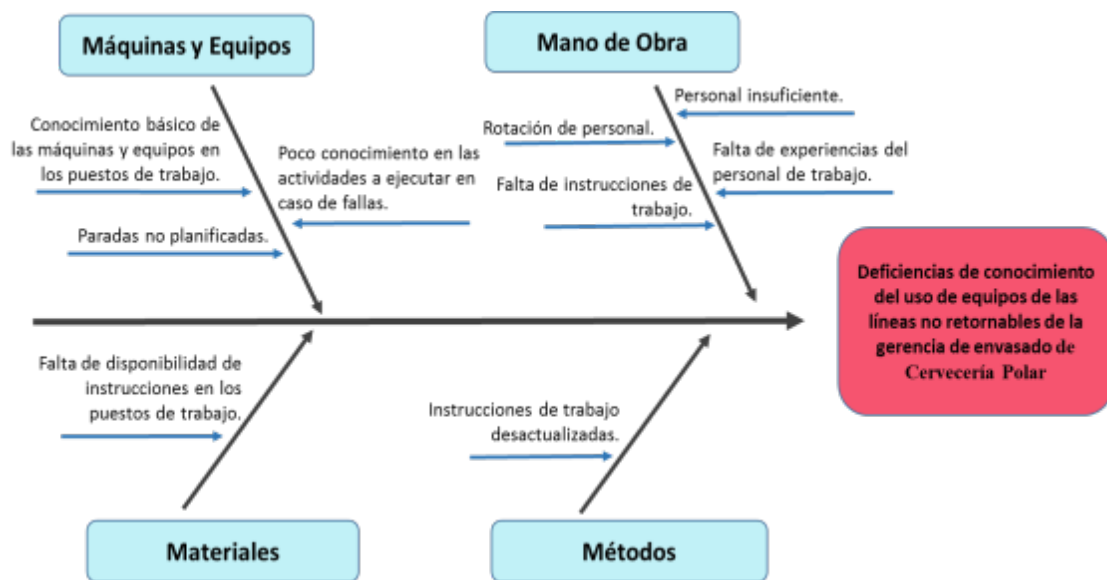 Máquinas y Equipos
Mano de Obra
Conocimiento básico de
las máquinas y equipos en
los puestos de trabajo.
Poco conocimiento en las
actividades a ejecutar en
caso de fallas.
Paradas no planificadas.
Personal insuficiente.
Rotación de personal.
Falta de experiencias del
personal de trabajo.
Falta de instrucciones de
trabajo.
Deficiencias de conocimiento
del uso de equipos de las
líneas no retornables de la
gerencia de envasado de
Cervecería Polar
Falta de disponibilidad de
instrucciones en los
puestos de trabajo.
Instrucciones de trabajo
desactualizadas.
Materiales
Métodos